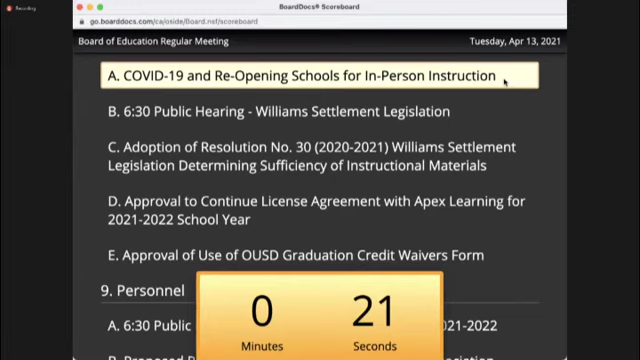 Recording
BoardDocs® Scoreboard
go.boarddocs.com/ca/oside/Board.nsf/scoreboard
Board of Education Regular Meeting
Tuesday, Apr 13, 2021
A. COVID-19 and Re-Opening Schools for In-Person Instruction
B. 6:30 Public Hearing - Williams Settlement Legislation
C. Adoption of Resolution No. 30 (2020-2021) Williams Settlement
Legislation Determining Sufficiency of Instructional Materials
D. Approval to Continue License Agreement with Apex Learning for
2021-2022 School Year
E. Approval of Use of OUSD Graduation Credit Waivers Form
9. Personnel
0 21
Minutes Seconds
A. 6:30 Public 021-2022